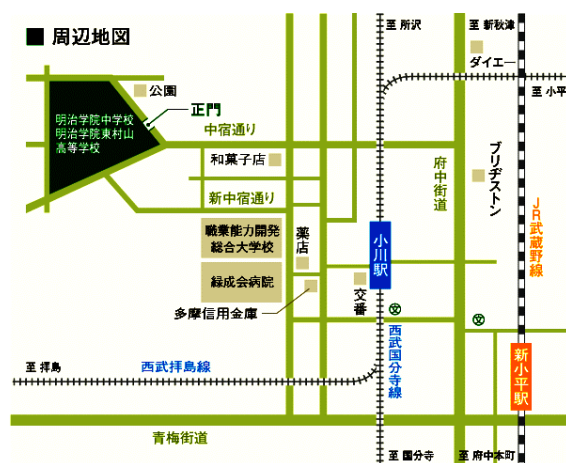 ■ 周辺地図
至 所沢
至 新秋津
ダイエー
至 小平
公園
正門
明治学院中学校
明治学院東村山
高等学校
中宿通り
和菓子店
新中宿通り
府中街道
ブリヂストン
JR武蔵野線
職業能力開発
総合大学校
薬店
小川駅
緑成会病院
交番
多摩信用金庫
文
文
至 拝島
西武拝島線
西武国分寺線
新小平駅
青梅街道
至 国分寺
至 府中本町